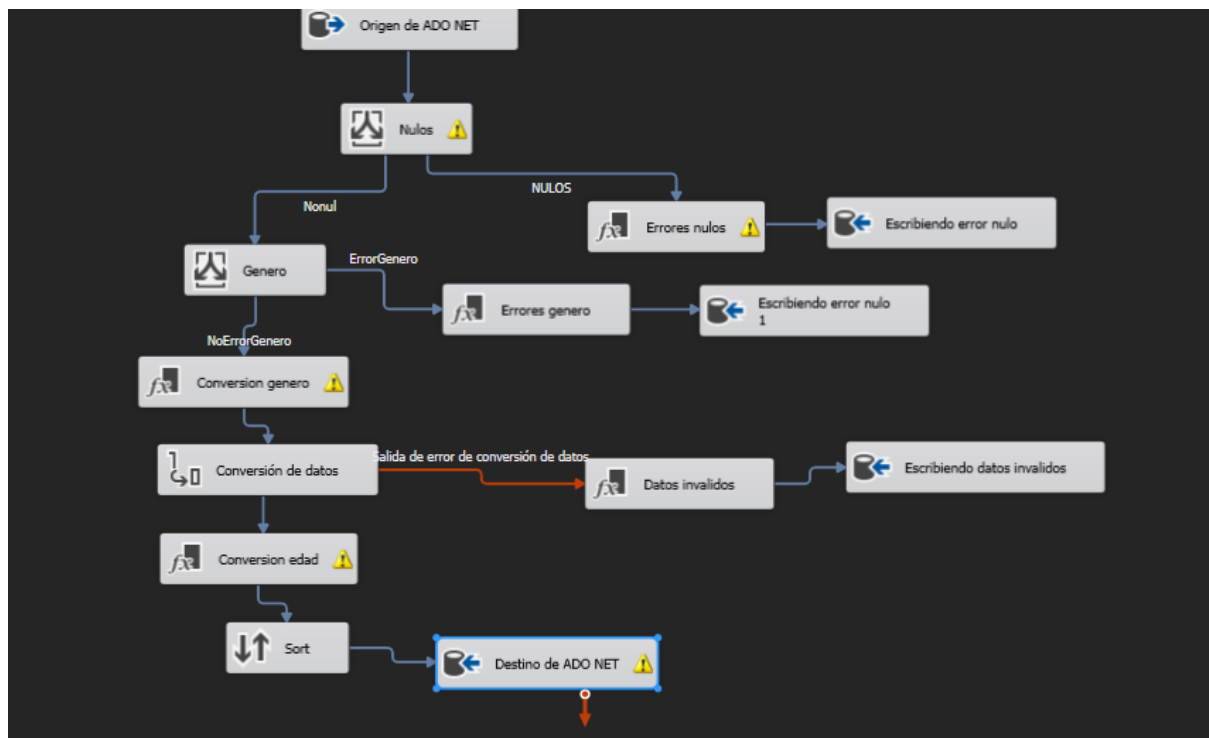 Origen de ADO NET
Nulos
NULOS
Nonul
Errores nulos
Escribiendo error nulo
Genero
ErrorGenero
Errores genero
Escribiendo error nulo
1
NoErrorGenero
Conversion genero
Conversión de datos
Salida de error de conversión de datos
Datos invalidos
Escribiendo datos invalidos
Conversion edad
Sort
Destino de ADO NET